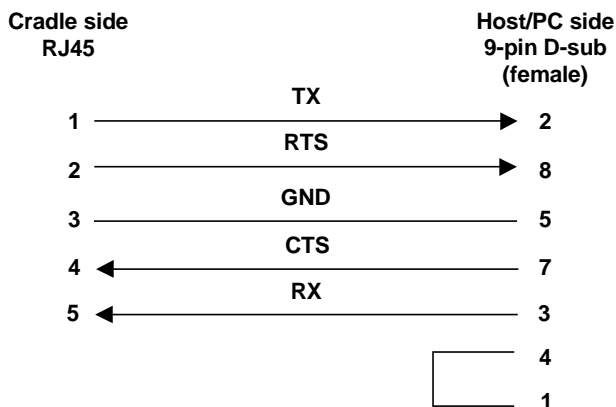 Cradle side
RJ45
Host/PC side
9-pin D-sub
(female)
TX
1 2
RTS
2 8
GND
3 5
CTS
4 7
RX
5 3
4
1